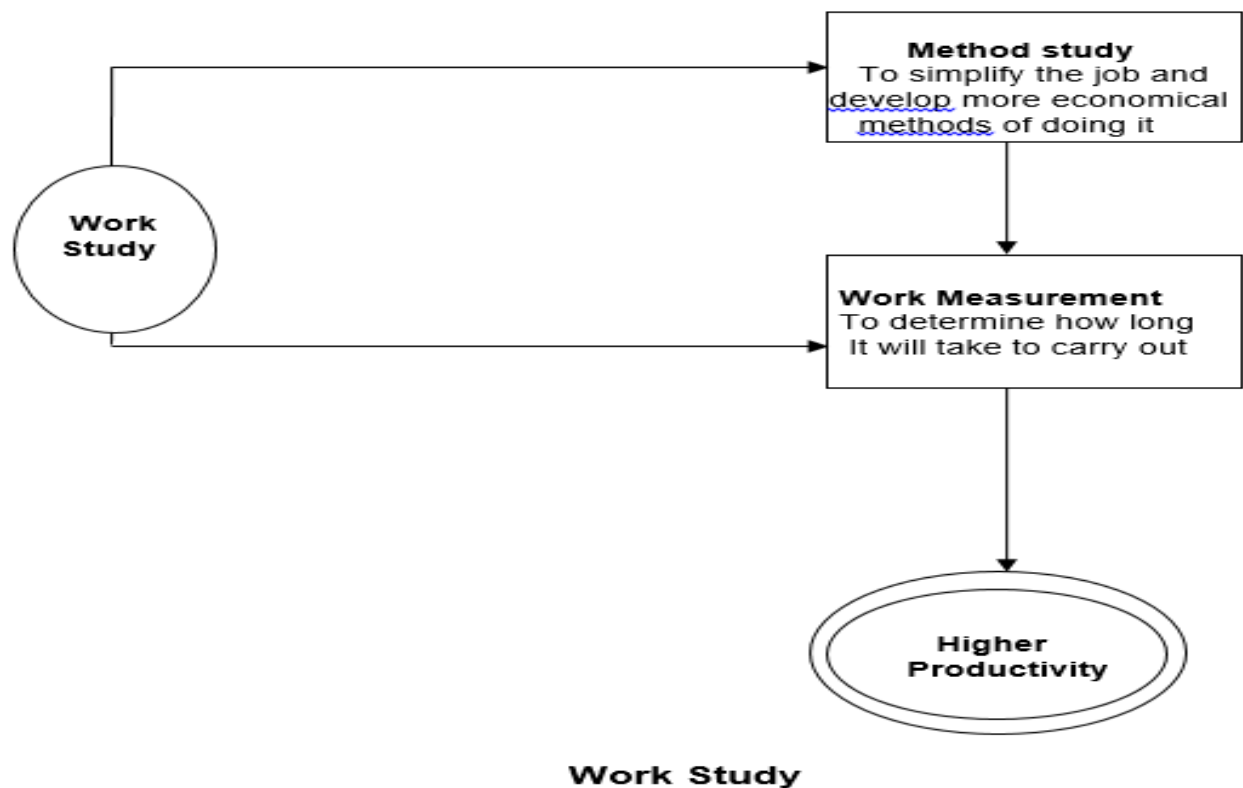 Method study
To simplify the job and
develop more economical
methods of doing it
Work
Study
Work Measurement
To determine how long
It will take to carry out
Higher
Productivity
Work Study